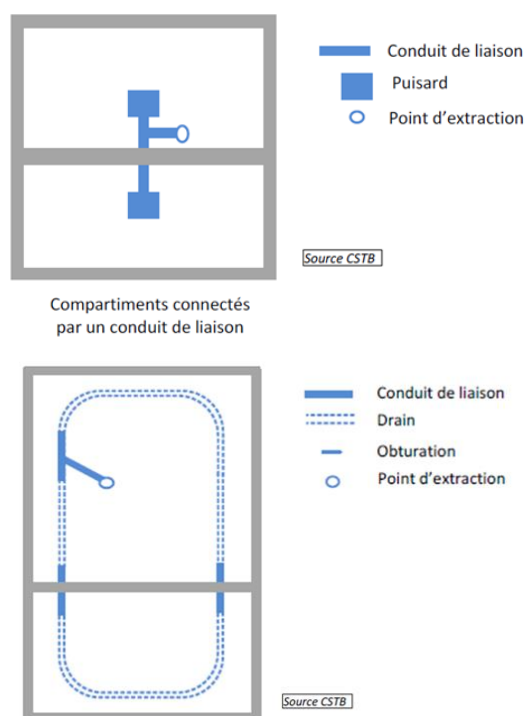 Conduit de liaison
Puisard
Point d'extraction
Source CSTB
Compartiments connectés
par un conduit de liaison
Conduit de liaison
Drain
Obturation
Point d'extraction
Source CSTB